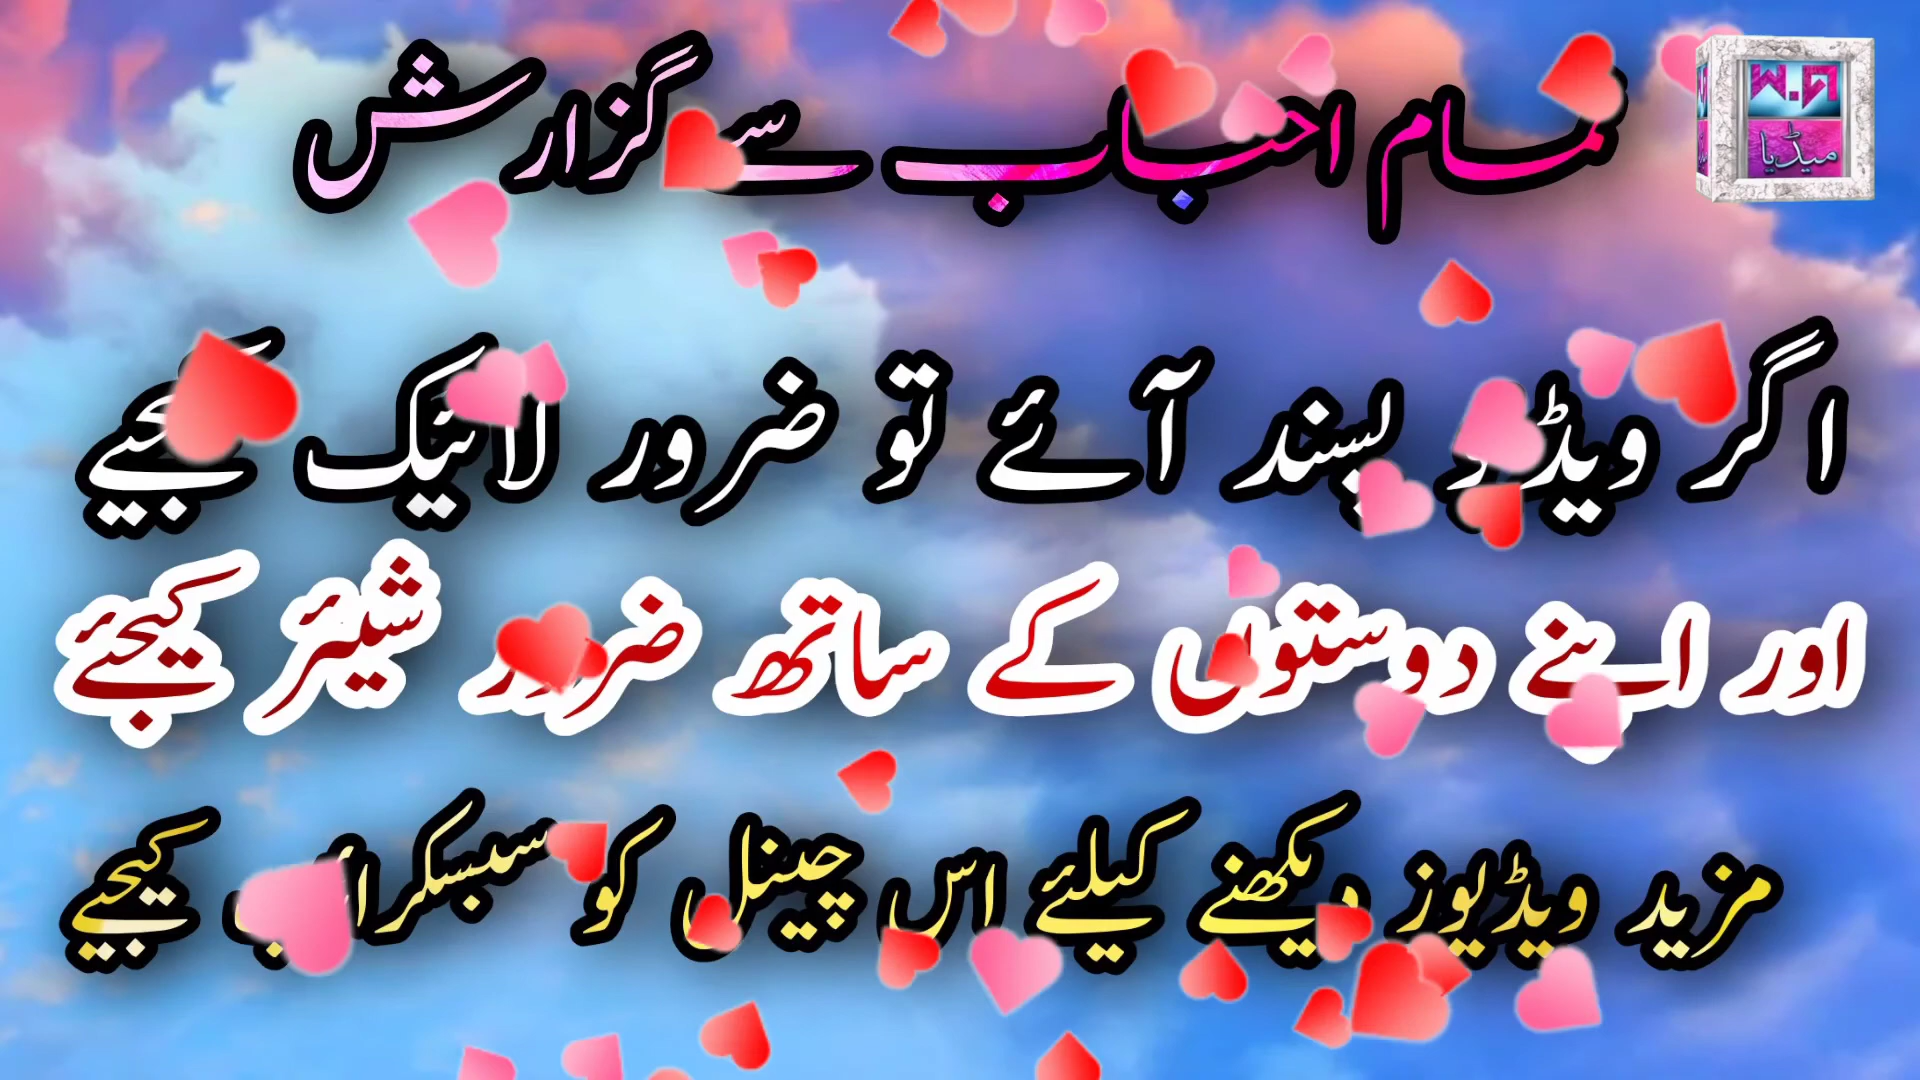 تمام احباب سے گزارش
W.M
میڈیا
اگر ویڈیو پسند آئے تو ضرور لائیک کیجیے
اور اپنے دوستوں کے ساتھ ضرور شیئر کیجئے
مزید ویڈیوز دیکھنے کیلئے اس چینل کو سبسکرائب کیجیے